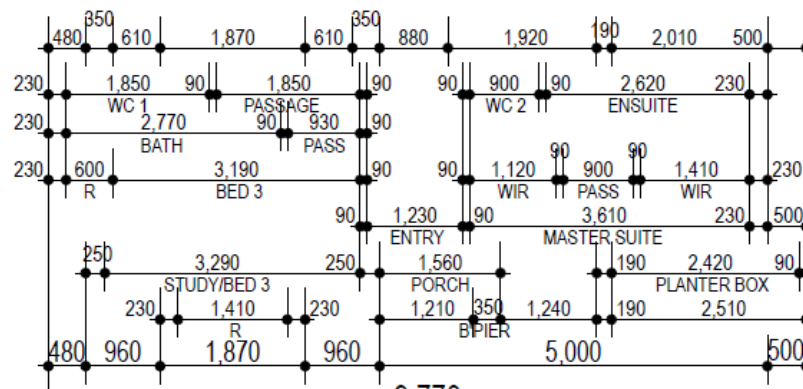 480 350 610 1,870 610 350 880 1,920 190 2,010 500
230 1,850 90 1,850 90 90 900 90 2,620 230
WC 1 PASSAGE WC 2 ENSUITE
230 2,770 90 930 90
BATH PASS
230 600 3,190 90 90 1,120 90 900 90 1,410 230
R BED 3 WIR PASS WIR
90 1,230 90 3,610 230 500
ENTRY MASTER SUITE
250 3,290 250 1,560 190 2,420 90
STUDY/BED 3 PORCH PLANTER BOX
230 1,410 230 1,210 350 1,240 190 2,510
R B PIER
480 960 1,870 960 5,000 500